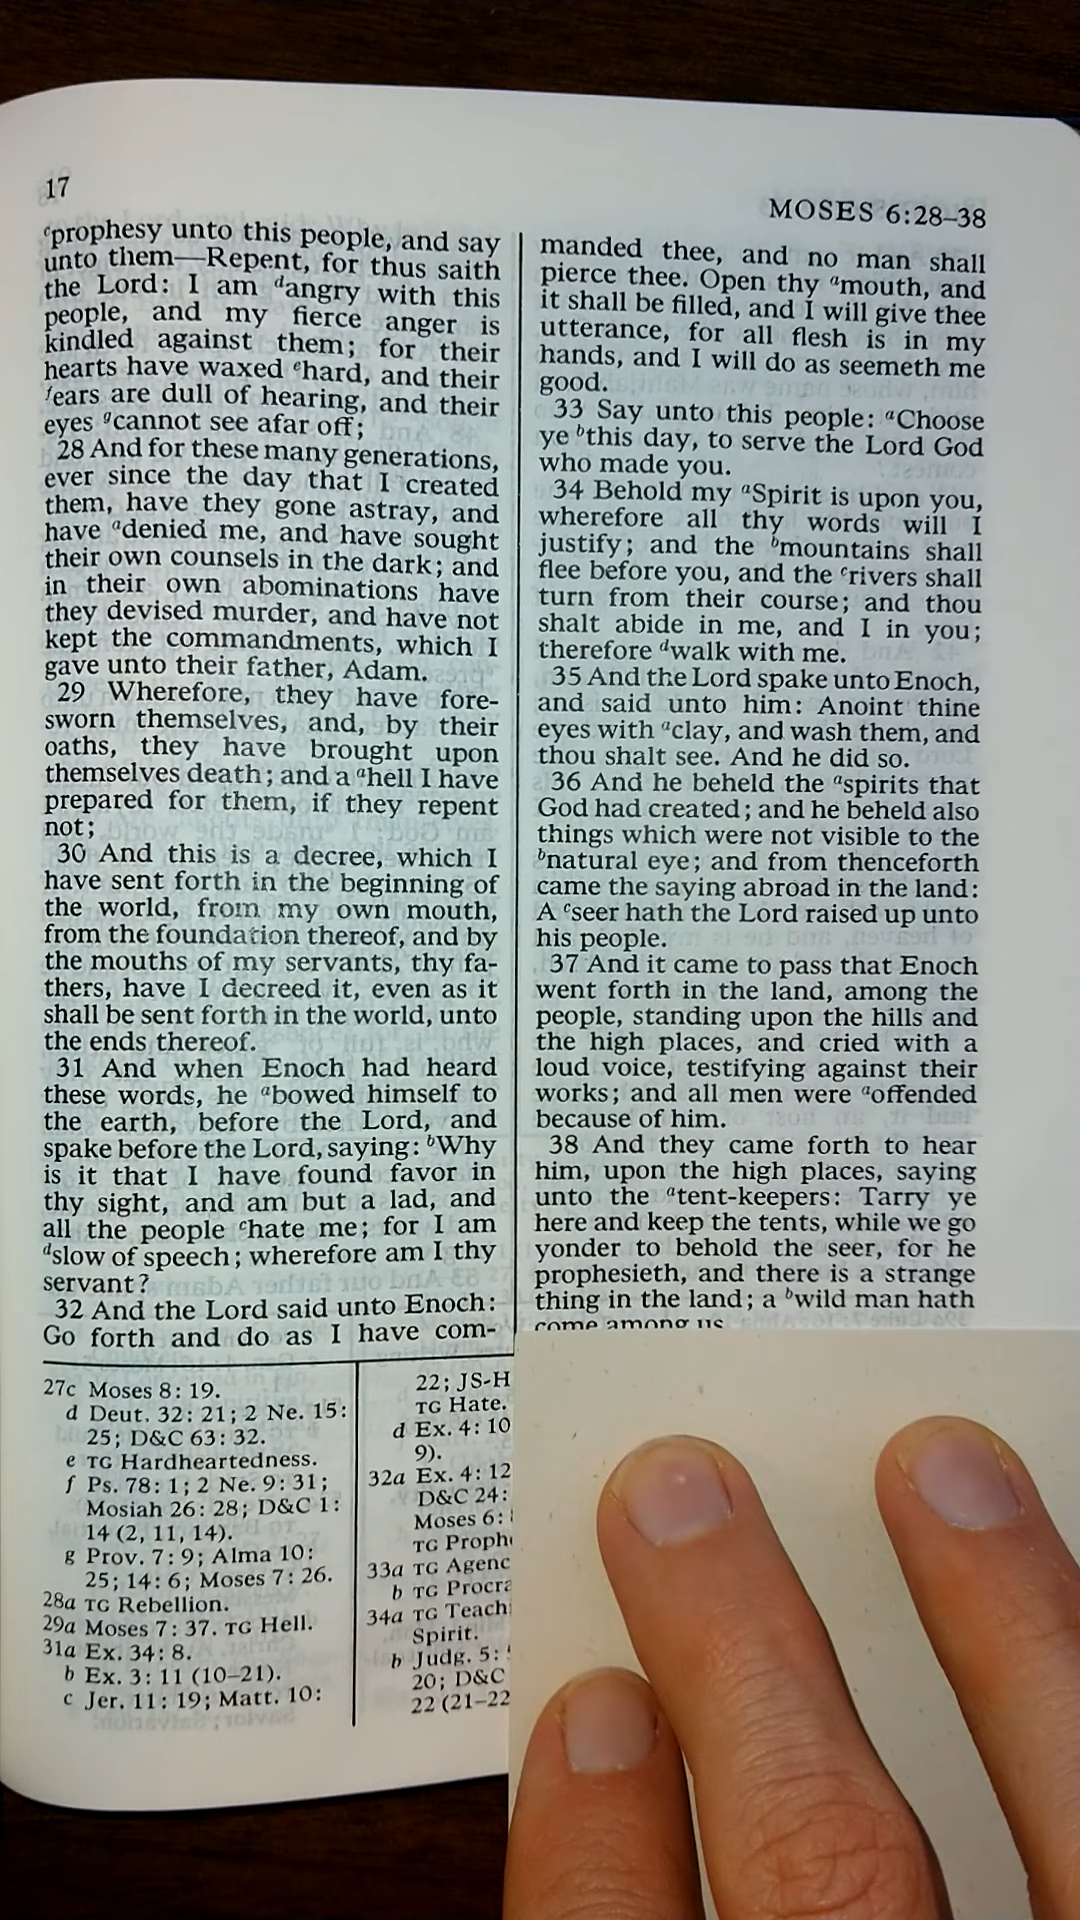 17
MOSES 6:28–38
cprophesy unto this people, and say
unto them—Repent, for thus saith
the Lord: I am dangry with this
people, and my fierce anger is
kindled against them; for their
hearts have waxed ehard, and their
fears are dull of hearing, and their
eyes gcannot see afar off;
28 And for these many generations,
ever since the day that I created
them, have they gone astray, and
have adenied me, and have sought
their own counsels in the dark; and
in their own abominations have
they devised murder, and have not
kept the commandments, which I
gave unto their father, Adam.
29 Wherefore, they have fore-
sworn themselves, and, by their
oaths, they have brought upon
themselves death; and a ahell I have
prepared for them, if they repent
not;
30 And this is a decree, which I
have sent forth in the beginning of
the world, from my own mouth,
from the foundation thereof, and by
the mouths of my servants, thy fa-
thers, have I decreed it, even as it
shall be sent forth in the world, unto
the ends thereof.
31 And when Enoch had heard
these words, he abowed himself to
the earth, before the Lord, and
spake before the Lord, saying: bWhy
is it that I have found favor in
thy sight, and am but a lad, and
all the people chate me; for I am
dslow of speech; wherefore am I thy
servant?
32 And the Lord said unto Enoch:
Go forth and do as I have com-
manded thee, and no man shall
pierce thee. Open thy amouth, and
it shall be filled, and I will give thee
utterance, for all flesh is in my
hands, and I will do as seemeth me
good.
33 Say unto this people: aChoose
ye bthis day, to serve the Lord God
who made you.
34 Behold my aSpirit is upon you,
wherefore all thy words will I
justify; and the bmountains shall
flee before you, and the crivers shall
turn from their course; and thou
shalt abide in me, and I in you;
therefore dwalk with me.
35 And the Lord spake unto Enoch,
and said unto him: Anoint thine
eyes with aclay, and wash them, and
thou shalt see. And he did so.
36 And he beheld the aspirits that
God had created; and he beheld also
things which were not visible to the
bnatural eye; and from thenceforth
came the saying abroad in the land:
A cseer hath the Lord raised up unto
his people.
37 And it came to pass that Enoch
went forth in the land, among the
people, standing upon the hills and
the high places, and cried with a
loud voice, testifying against their
works; and all men were aoffended
because of him.
38 And they came forth to hear
him, upon the high places, saying
unto the atent-keepers: Tarry ye
here and keep the tents, while we go
yonder to behold the seer, for he
prophesieth, and there is a strange
thing in the land; a bwild man hath
come among us
27c Moses 8: 19.
d Deut. 32: 21; 2 Ne. 15:
25; D&C 63: 32.
e TG Hardheartedness.
f Ps. 78: 1; 2 Ne. 9: 31;
Mosiah 26: 28; D&C 1:
14 (2, 11, 14).
g Prov. 7: 9; Alma 10:
25; 14: 6; Moses 7: 26.
28a TG Rebellion.
29a Moses 7: 37. TG Hell.
31a Ex. 34: 8.
b Ex. 3: 11 (10–21).
c Jer. 11: 19; Matt. 10:
22; JS-H
TG Hate.
d Ex. 4: 10
9).
32a Ex. 4: 12
D&C 24:
Moses 6:
TG Proph
33a TG Agenc
b TG Procra
34a TG Teach
Spirit.
b Judg. 5:
20; D&C
22 (21–22